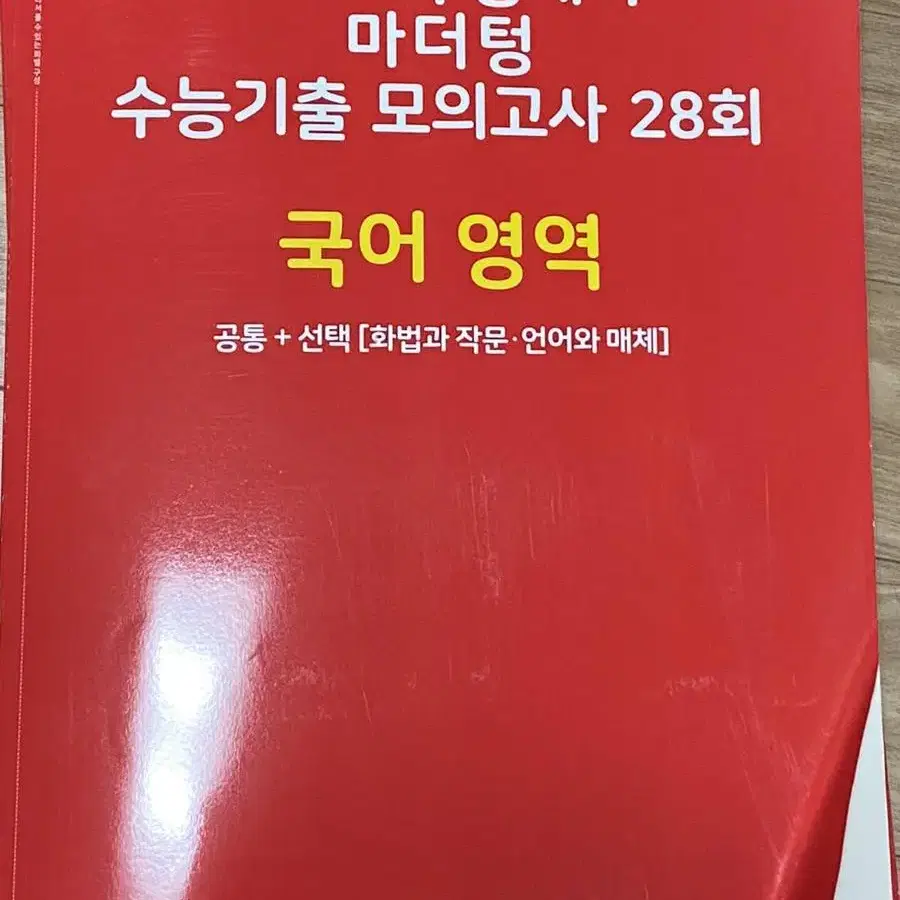 마더텅
수능기출 모의고사 28회
국어 영역
공통 + 선택 [화법과 작문·언어와 매체]